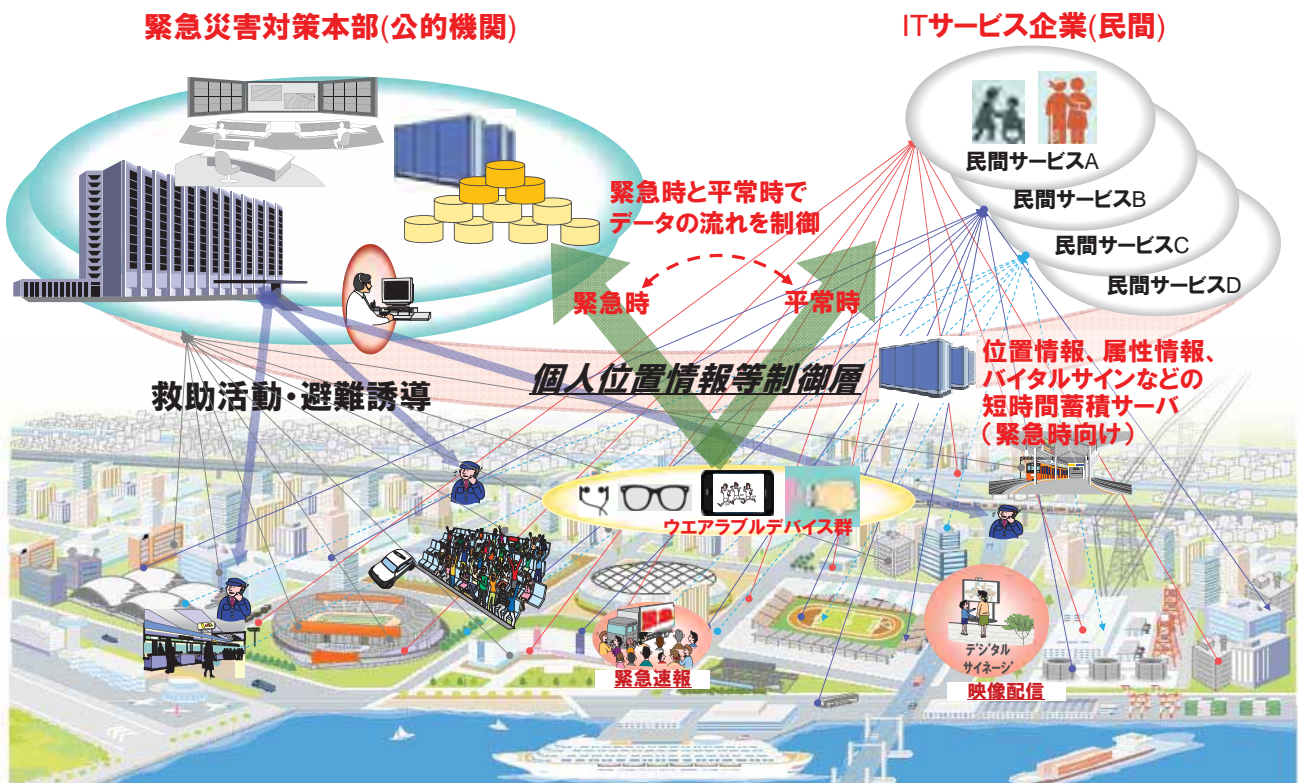 緊急災害対策本部(公的機関)
ITサービス企業(民間)
民間サービスA
民間サービスB
民間サービスC
民間サービスD
緊急時と平常時で
データの流れを制御
緊急時
平常時
個人位置情報等制御層
位置情報、属性情報、
バイタルサインなどの
短時間蓄積サーバ
(緊急時向け)
救助活動・避難誘導
ウエアラブルデバイス群
緊急
緊急速報
デジタル
サイネージ
映像配信